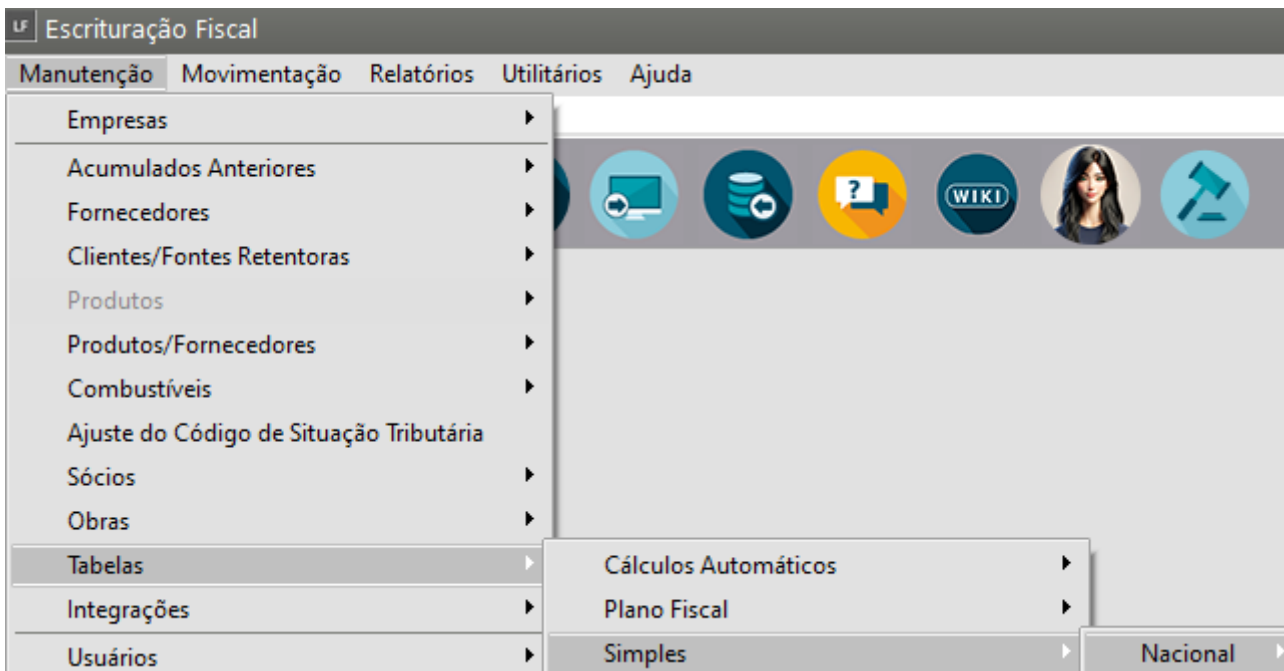 LF Escrituração Fiscal
Manutenção Movimentação Relatórios Utilitários Ajuda
Empresas
Acumulados Anteriores
Fornecedores
Clientes/Fontes Retentoras
Produtos
Produtos/Fornecedores
Combustíveis
Ajuste do Código de Situação Tributária
Sócios
Obras
Tabelas
Integrações
Usuários
Cálculos Automáticos
Plano Fiscal
Simples
Nacional
?
WIKI